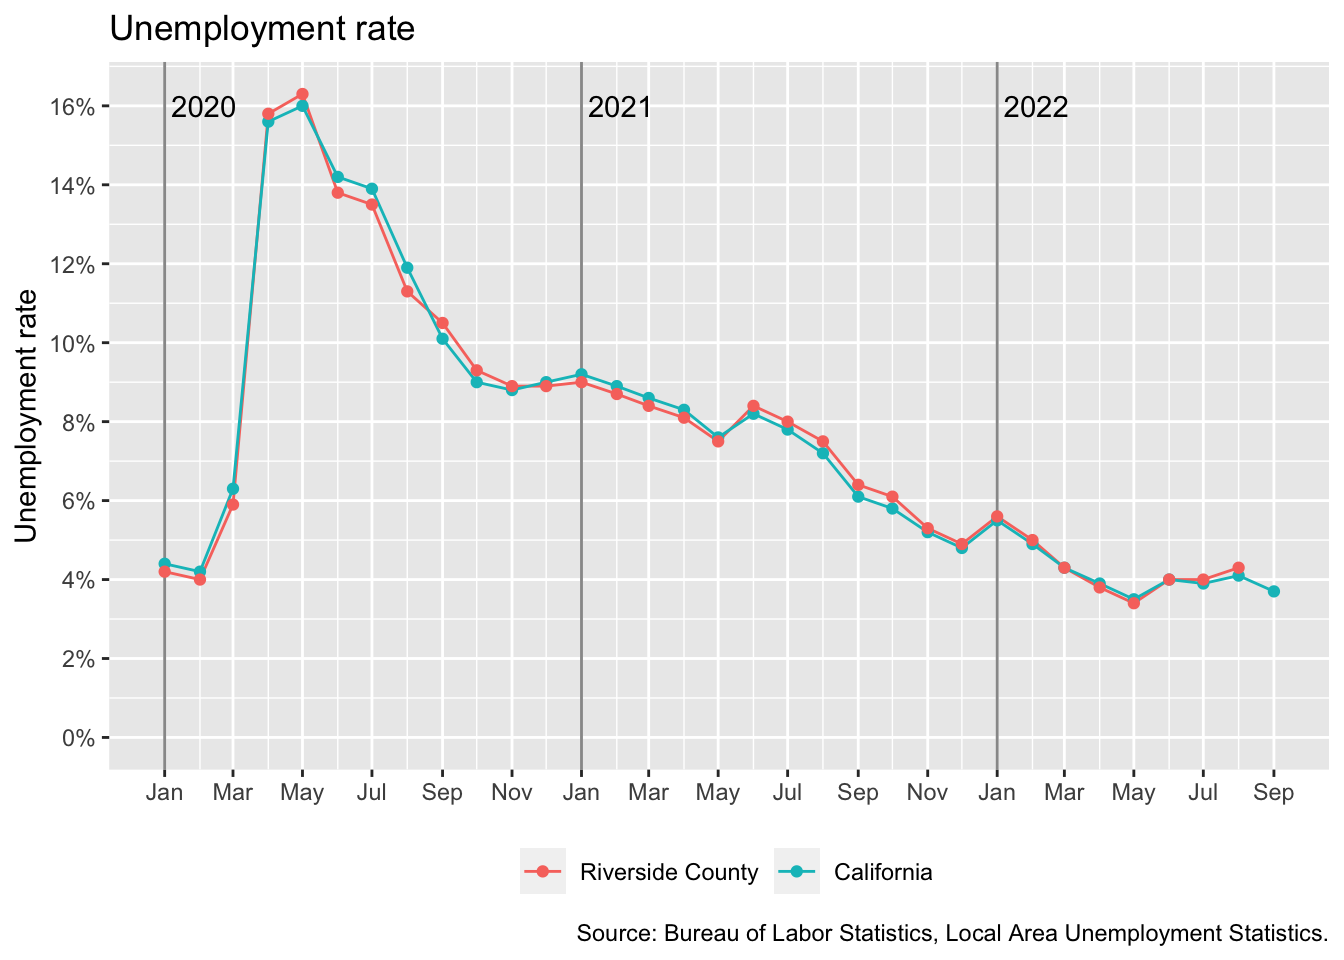 Unemployment rate
2020 2021 2022
16%
14%
12%
10%
8%
6%
4%
2%
0%
Unemployment rate
Jan Mar May Jul Sep Nov Jan Mar May Jul Sep Nov Jan Mar May Jul Sep
Riverside County California
Source: Bureau of Labor Statistics, Local Area Unemployment Statistics.